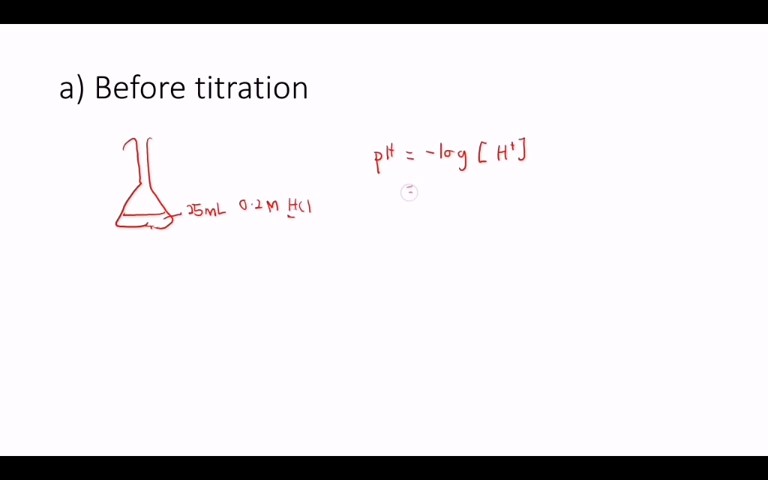 a) Before titration
pH = -log [H⁺]
=
25mL 0.2M HCl